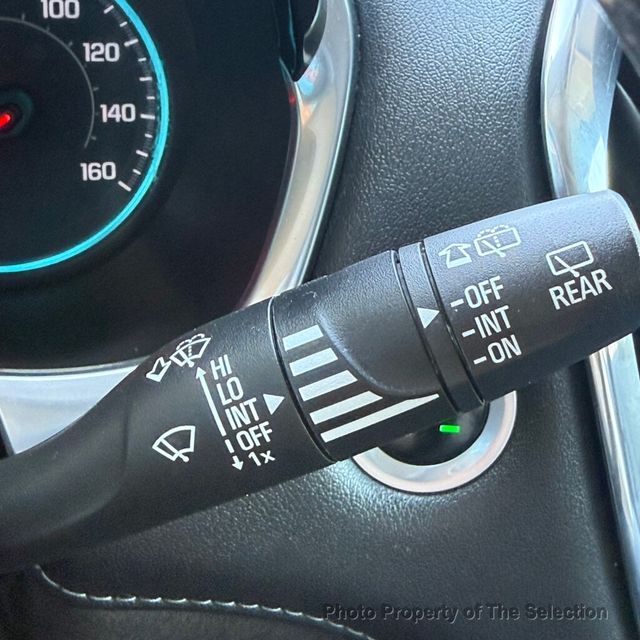 100
120
140
160
HI
LO
INT
OFF
1x
-OFF
-INT
-ON
REAR
Photo Property of The Selection